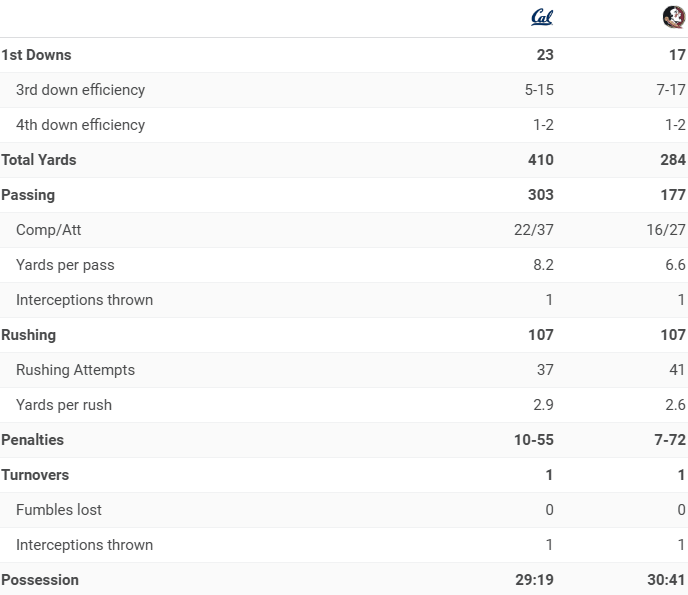 Cal
1st Downs 23 17
3rd down efficiency 5-15 7-17
4th down efficiency 1-2 1-2
Total Yards 410 284
Passing 303 177
Comp/Att 22/37 16/27
Yards per pass 8.2 6.6
Interceptions thrown 1 1
Rushing 107 107
Rushing Attempts 37 41
Yards per rush 2.9 2.6
Penalties 10-55 7-72
Turnovers 1 1
Fumbles lost 0 0
Interceptions thrown 1 1
Possession 29:19 30:41